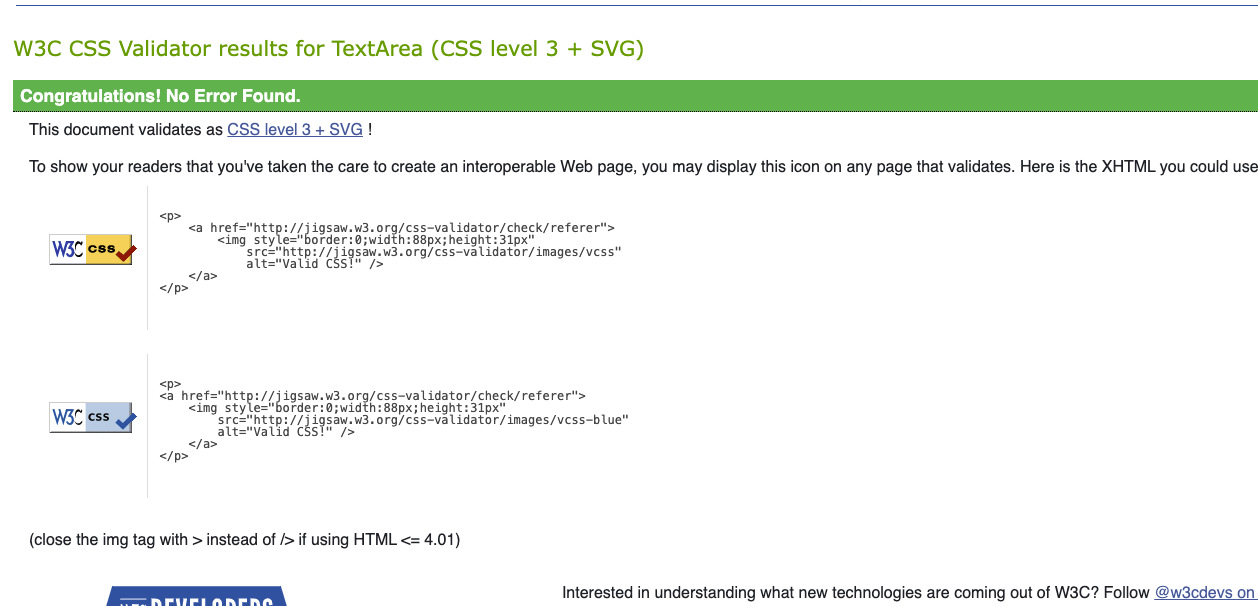 W3C CSS Validator results for TextArea (CSS level 3 + SVG)
Congratulations! No Error Found.
This document validates as CSS level 3 + SVG !
To show your readers that you've taken the care to create an interoperable Web page, you may display this icon on any page that validates. Here is the XHTML you could use
W3C css
<p>
<a href="http://jigsaw.w3.org/css-validator/check/referer">
<img style="border:0;width:88px;height:31px"
src="http://jigsaw.w3.org/css-validator/images/vcss"
alt="Valid CSS!" />
</a>
</p>
W3C css
<p>
<a href="http://jigsaw.w3.org/css-validator/check/referer">
<img style="border:0;width:88px;height:31px"
src="http://jigsaw.w3.org/css-validator/images/vcss-blue"
alt="Valid CSS!" />
</a>
</p>
(close the img tag with > instead of /> if using HTML <= 4.01)
Interested in understanding what new technologies are coming out of W3C? Follow @w3cdevs on
DEVELOPERS